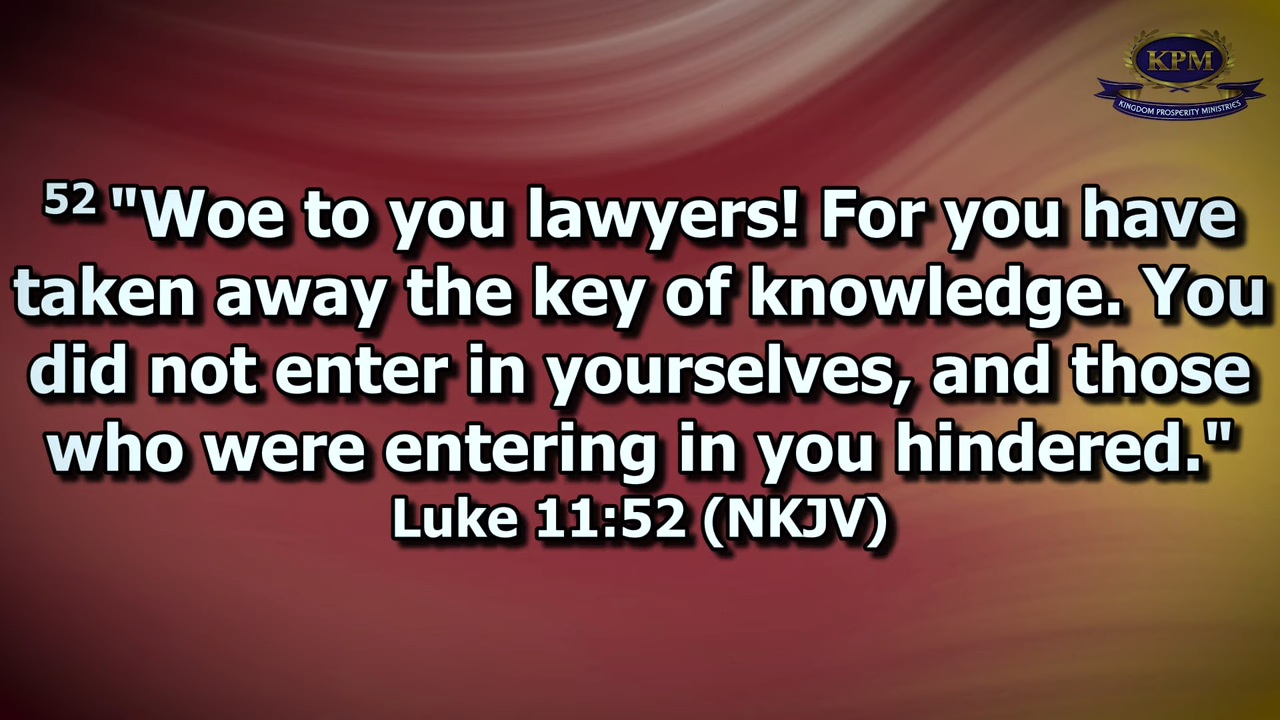 KPM
KINGDOM PROSPERITY MINISTRIES
52 "Woe to you lawyers! For you have
taken away the key of knowledge. You
did not enter in yourselves, and those
who were entering in you hindered."
Luke 11:52 (NKJV)